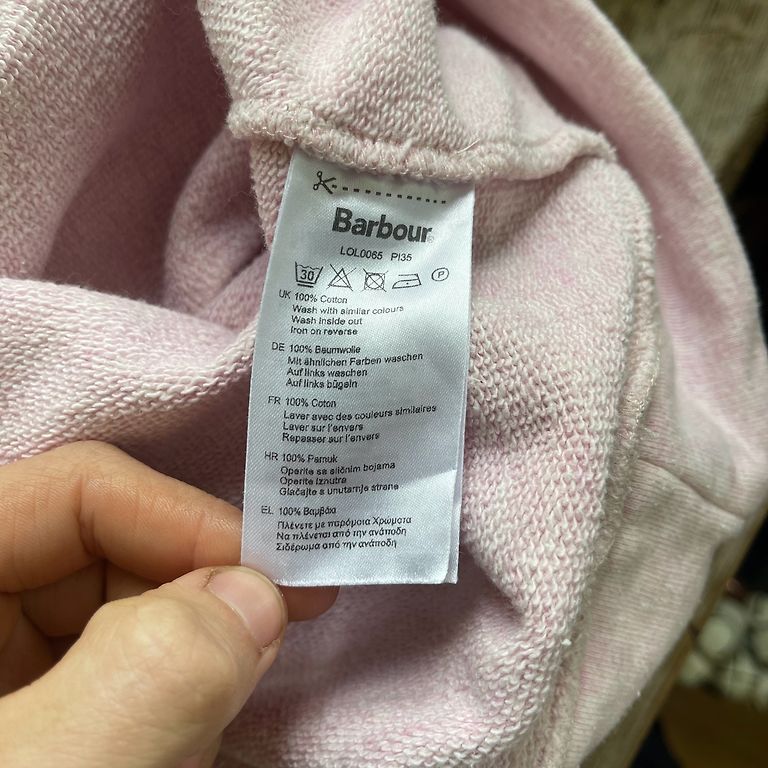 Barbour
LOL0065 PI35
30 P
UK 100% Cotton
Wash with similar colours
Wash inside out
Iron on reverse
DE 100% Baumwolle
Mit ähnlichen Farben waschen
Auf links waschen
Auf links bügeln
FR 100% Coton
Laver avec des couleurs similaires
Laver sur l'envers
Repasser sur l'envers
HR 100% Pamuk
Operite sa sličnim bojama
Operite iznutra
Glačajte s unutarnje strane
EL 100% Βαμβάκι
Πλένετε με παρόμοια Χρώματα
Να πλένεται από την ανάποδη
Σιδέρωμα από την ανάποδη